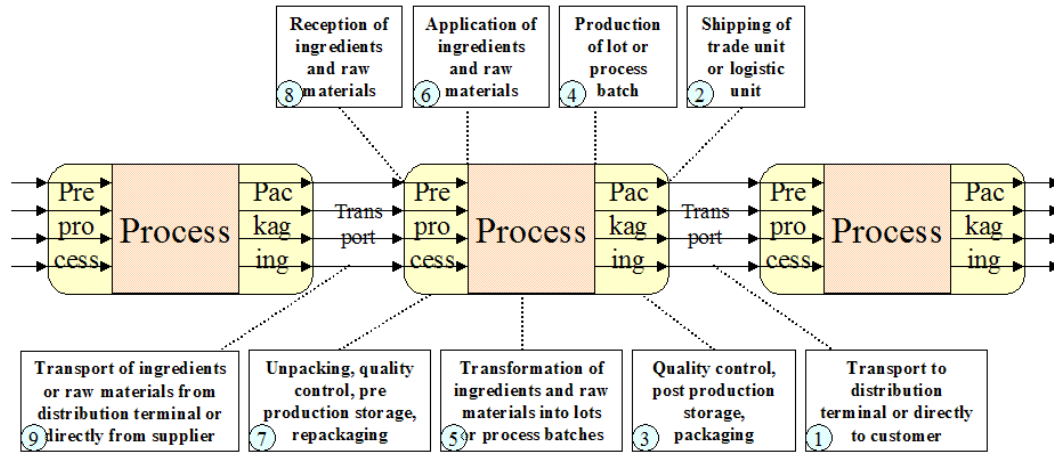 Reception of
ingredients
and raw
materials
8
Application of
ingredients
and raw
materials
6
Production
of lot or
process
batch
4
Shipping of
trade unit
or logistic
unit
2
Pre
pro
cess
Process
Pac
kag
ing
Trans
port
Pre
pro
cess
Process
Pac
kag
ing
Trans
port
Pre
pro
cess
Process
Pac
kag
ing
Transport of ingredients
or raw materials from
distribution terminal or
directly from supplier
9
Unpacking, quality
control, pre
production storage,
repackaging
7
Transformation of
ingredients and raw
materials into lots
or process batches
5
Quality control,
post production
storage,
packaging
3
Transport to
distribution
terminal or directly
to customer
1